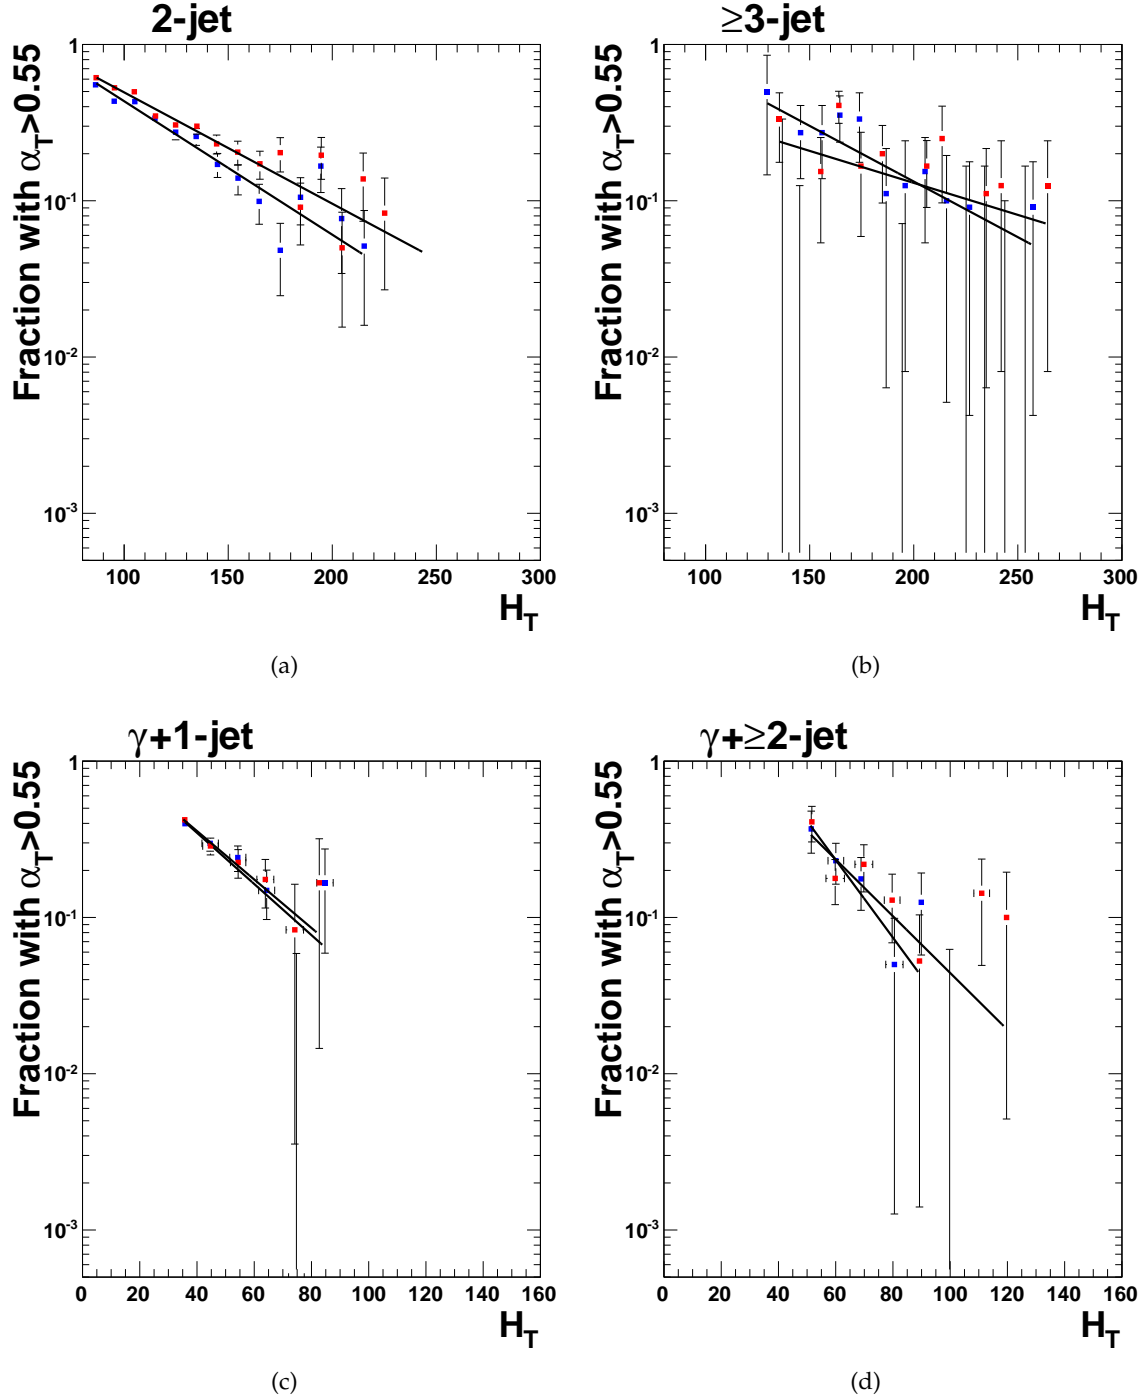 2-jet
Fraction with α_T>0.55
1
10⁻¹
10⁻²
10⁻³
100 150 200 250 300
H_T
(a)
≥3-jet
Fraction with α_T>0.55
1
10⁻¹
10⁻²
10⁻³
100 150 200 250 300
H_T
(b)
γ+1-jet
Fraction with α_T>0.55
1
10⁻¹
10⁻²
10⁻³
0 20 40 60 80 100 120 140 160
H_T
(c)
γ+≥2-jet
Fraction with α_T>0.55
1
10⁻¹
10⁻²
10⁻³
0 20 40 60 80 100 120 140 160
H_T
(d)